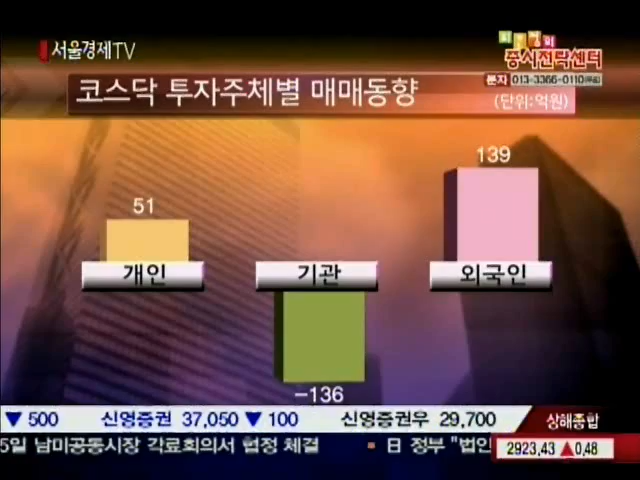 서울경제TV
증시전략센터
문자 013-3366-0110
코스닥 투자주체별 매매동향
(단위:억원)
51
139
개인
기관
외국인
-136
▼500 신영증권 37,050 ▼100 신영증권우 29,700
상해종합
5일 남미공동시장 각료회의서 협정 체결 ▪ 日 정부 "법인
2923.43 ▲0.48